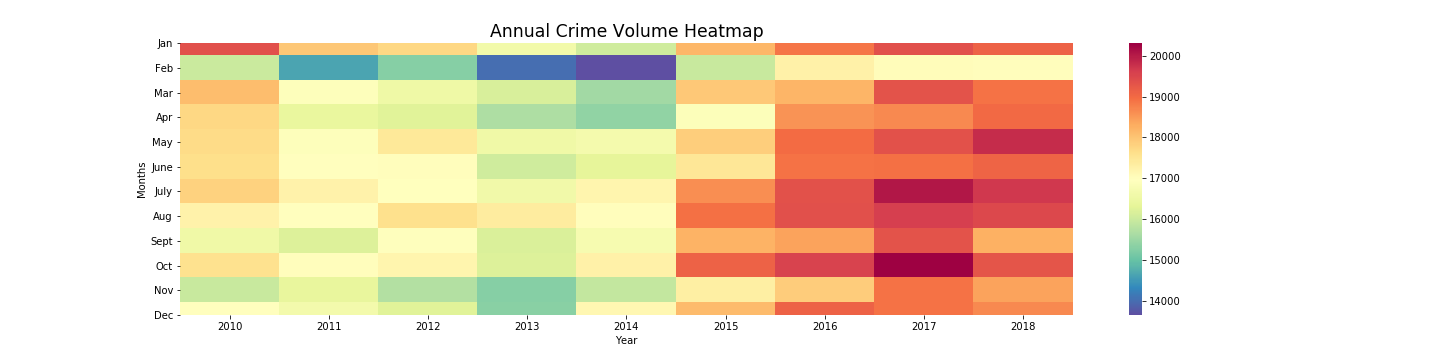 Annual Crime Volume Heatmap
Months
Jan
Feb
Mar
Apr
May
June
July
Aug
Sept
Oct
Nov
Dec
2010 2011 2012 2013 2014 2015 2016 2017 2018
Year
20000
19000
18000
17000
16000
15000
14000